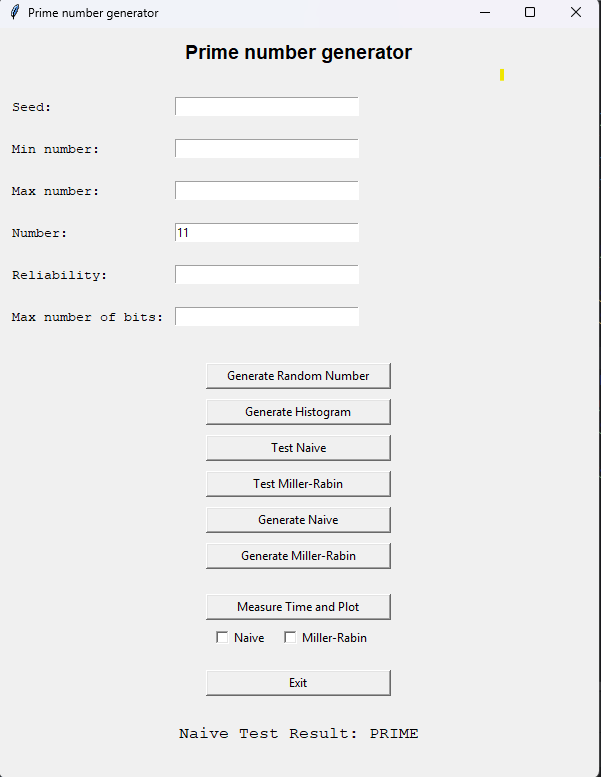 Prime number generator
Prime number generator
Seed:
Min number:
Max number:
Number: 11
Reliability:
Max number of bits:
Generate Random Number
Generate Histogram
Test Naive
Test Miller-Rabin
Generate Naive
Generate Miller-Rabin
Measure Time and Plot
Naive Miller-Rabin
Exit
Naive Test Result: PRIME